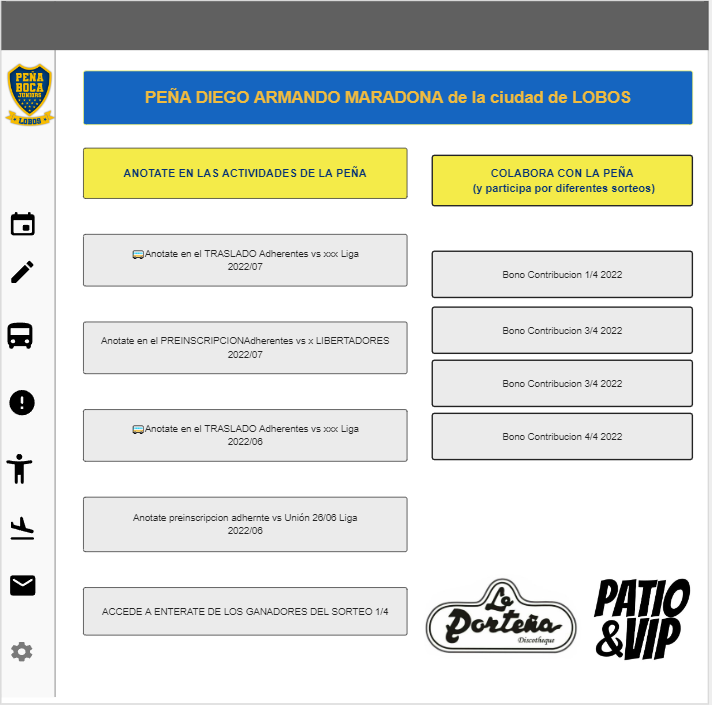 PEÑA
BOCA
JUNIORS
LOBOS
PEÑA DIEGO ARMANDO MARADONA de la ciudad de LOBOS
ANOTATE EN LAS ACTIVIDADES DE LA PEÑA
🚌Anotate en el TRASLADO Adherentes vs xxx Liga
2022/07
Anotate en el PREINSCRIPCIONAdherentes vs x LIBERTADORES
2022/07
🚌Anotate en el TRASLADO Adherentes vs xxx Liga
2022/06
Anotate preinscripcion adhernte vs Unión 26/06 Liga
2022/06
ACCEDE A ENTERATE DE LOS GANADORES DEL SORTEO 1/4
COLABORA CON LA PEÑA
(y participa por diferentes sorteos)
Bono Contribucion 1/4 2022
Bono Contribucion 3/4 2022
Bono Contribucion 3/4 2022
Bono Contribucion 4/4 2022
La
Porteña
Discotheque
PATIO
&VIP